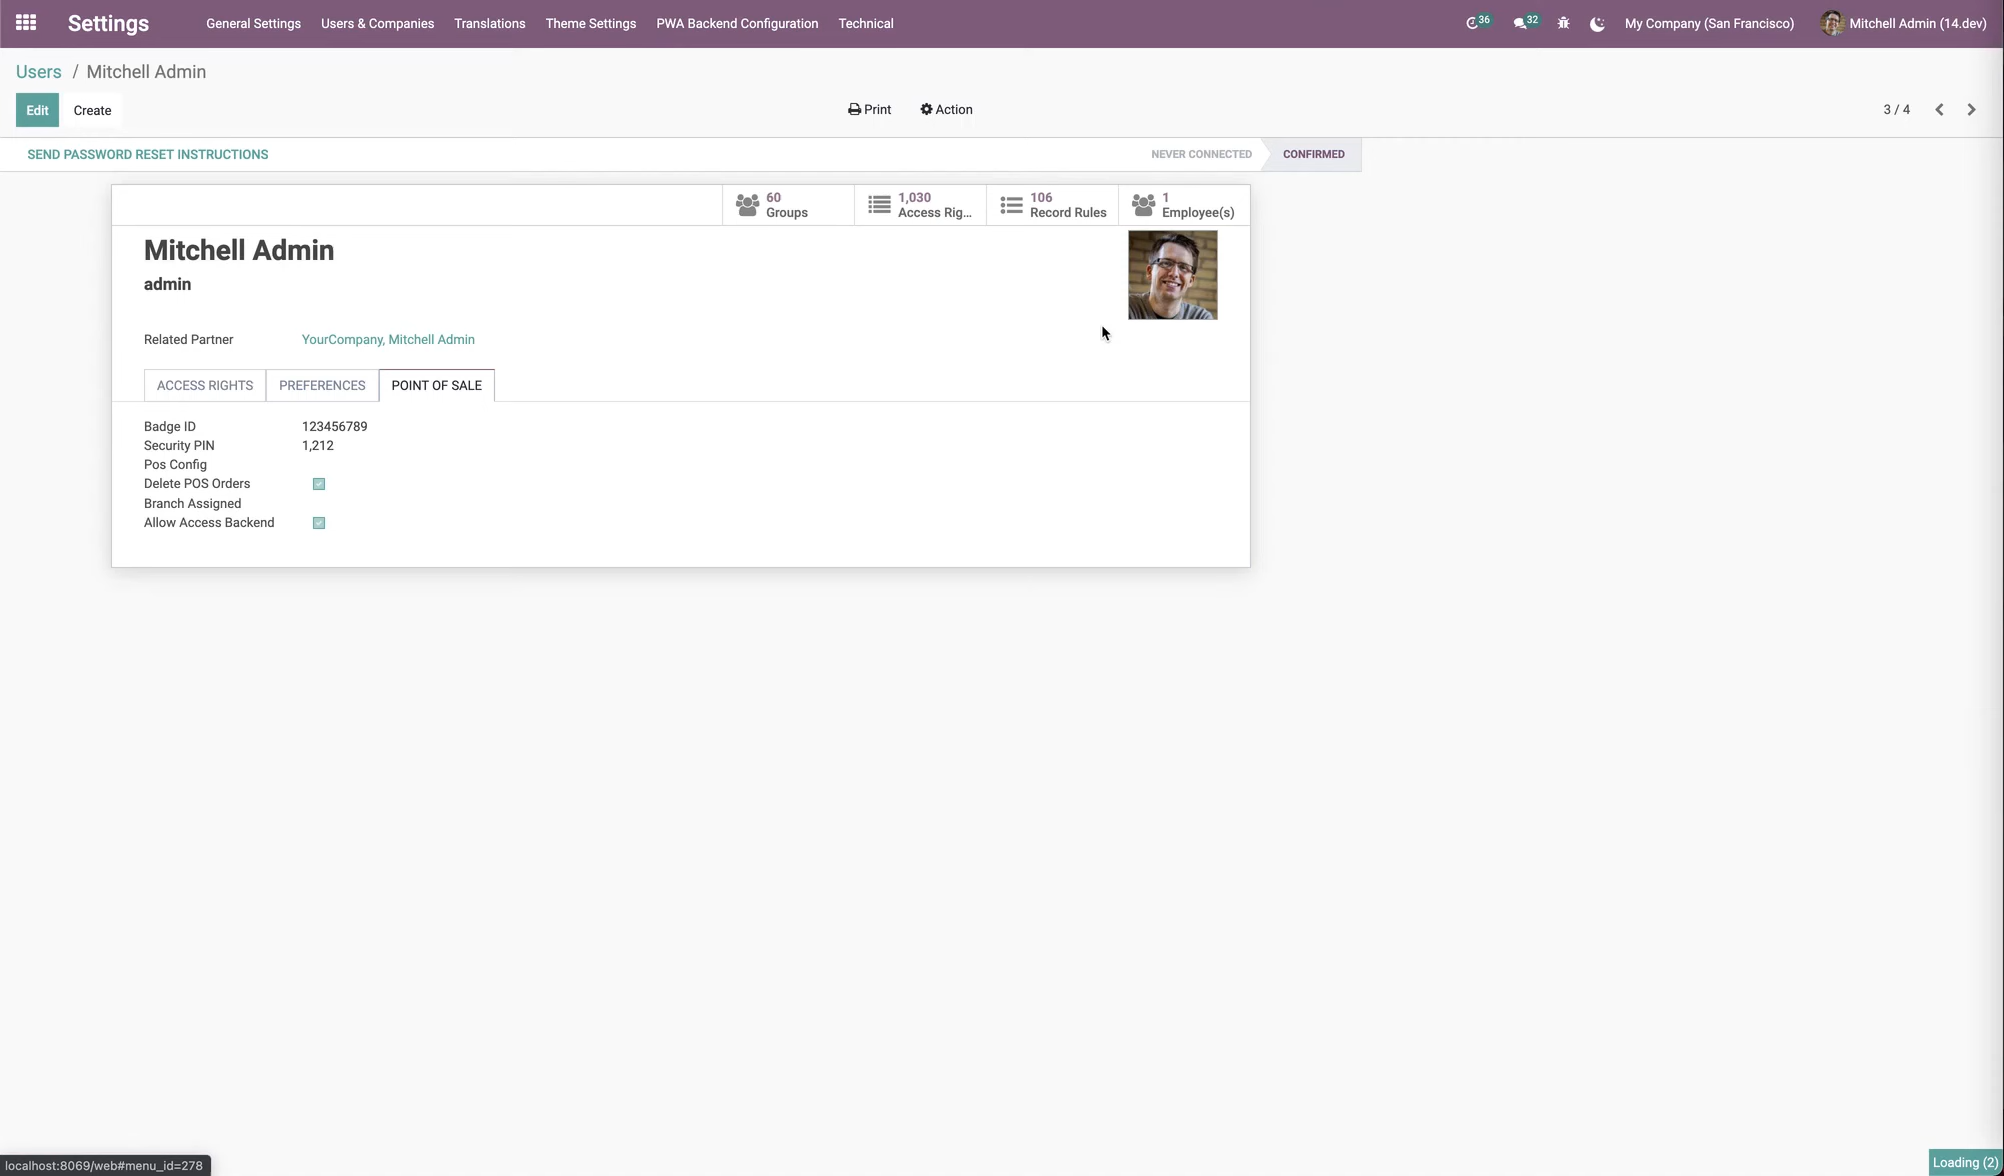 Settings General Settings Users & Companies Translations Theme Settings PWA Backend Configuration Technical 36 32 My Company (San Francisco) Mitchell Admin (14.dev)
Users / Mitchell Admin
Edit Create Print Action 3 / 4
SEND PASSWORD RESET INSTRUCTIONS NEVER CONNECTED CONFIRMED
60 1,030 106 1
Groups Access Rig... Record Rules Employee(s)
Mitchell Admin
admin
Related Partner YourCompany, Mitchell Admin
ACCESS RIGHTS PREFERENCES POINT OF SALE
Badge ID 123456789
Security PIN 1,212
Pos Config
Delete POS Orders
Branch Assigned
Allow Access Backend
localhost:8069/web#menu_id=278 Loading (2)